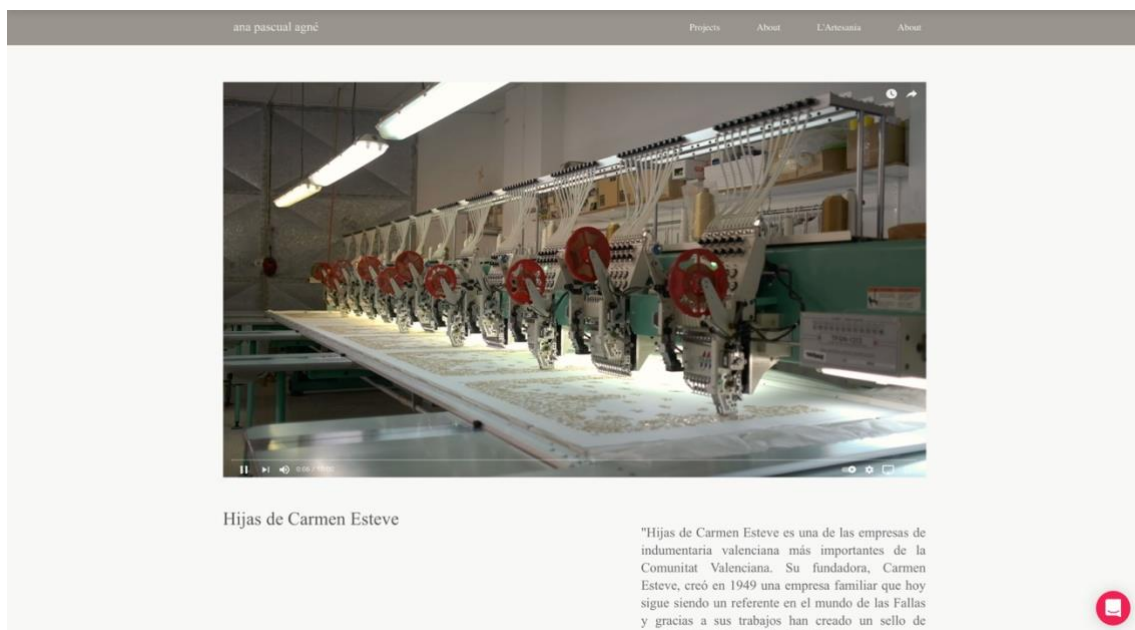 ana pascual agné
Projects About L'Artesania About
Hijas de Carmen Esteve
"Hijas de Carmen Esteve es una de las empresas de
indumentaria valenciana más importantes de la
Comunitat Valenciana. Su fundadora, Carmen
Esteve, creó en 1949 una empresa familiar que hoy
sigue siendo un referente en el mundo de las Fallas
y gracias a sus trabajos han creado un sello de